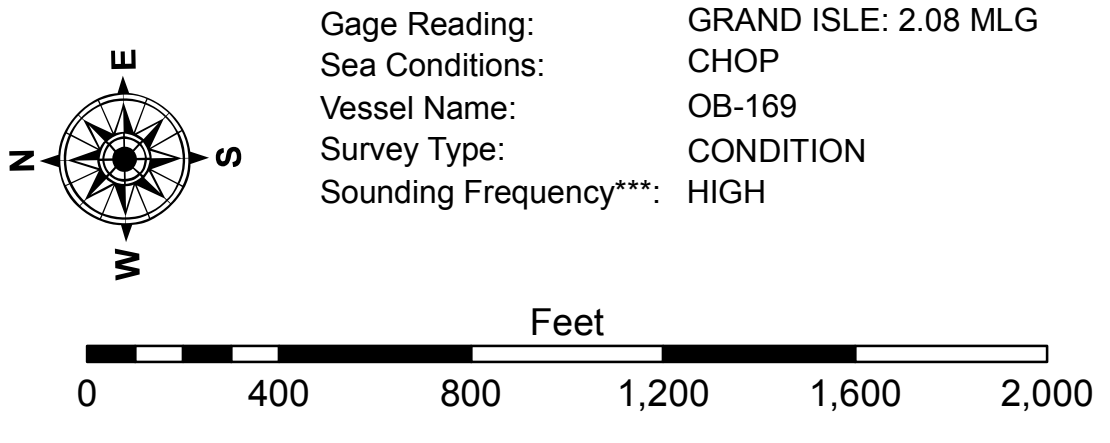 Gage Reading: GRAND ISLE: 2.08 MLG
Sea Conditions: CHOP
Vessel Name: OB-169
Survey Type: CONDITION
Sounding Frequency***: HIGH
E
N S
W
Feet
0 400 800 1,200 1,600 2,000